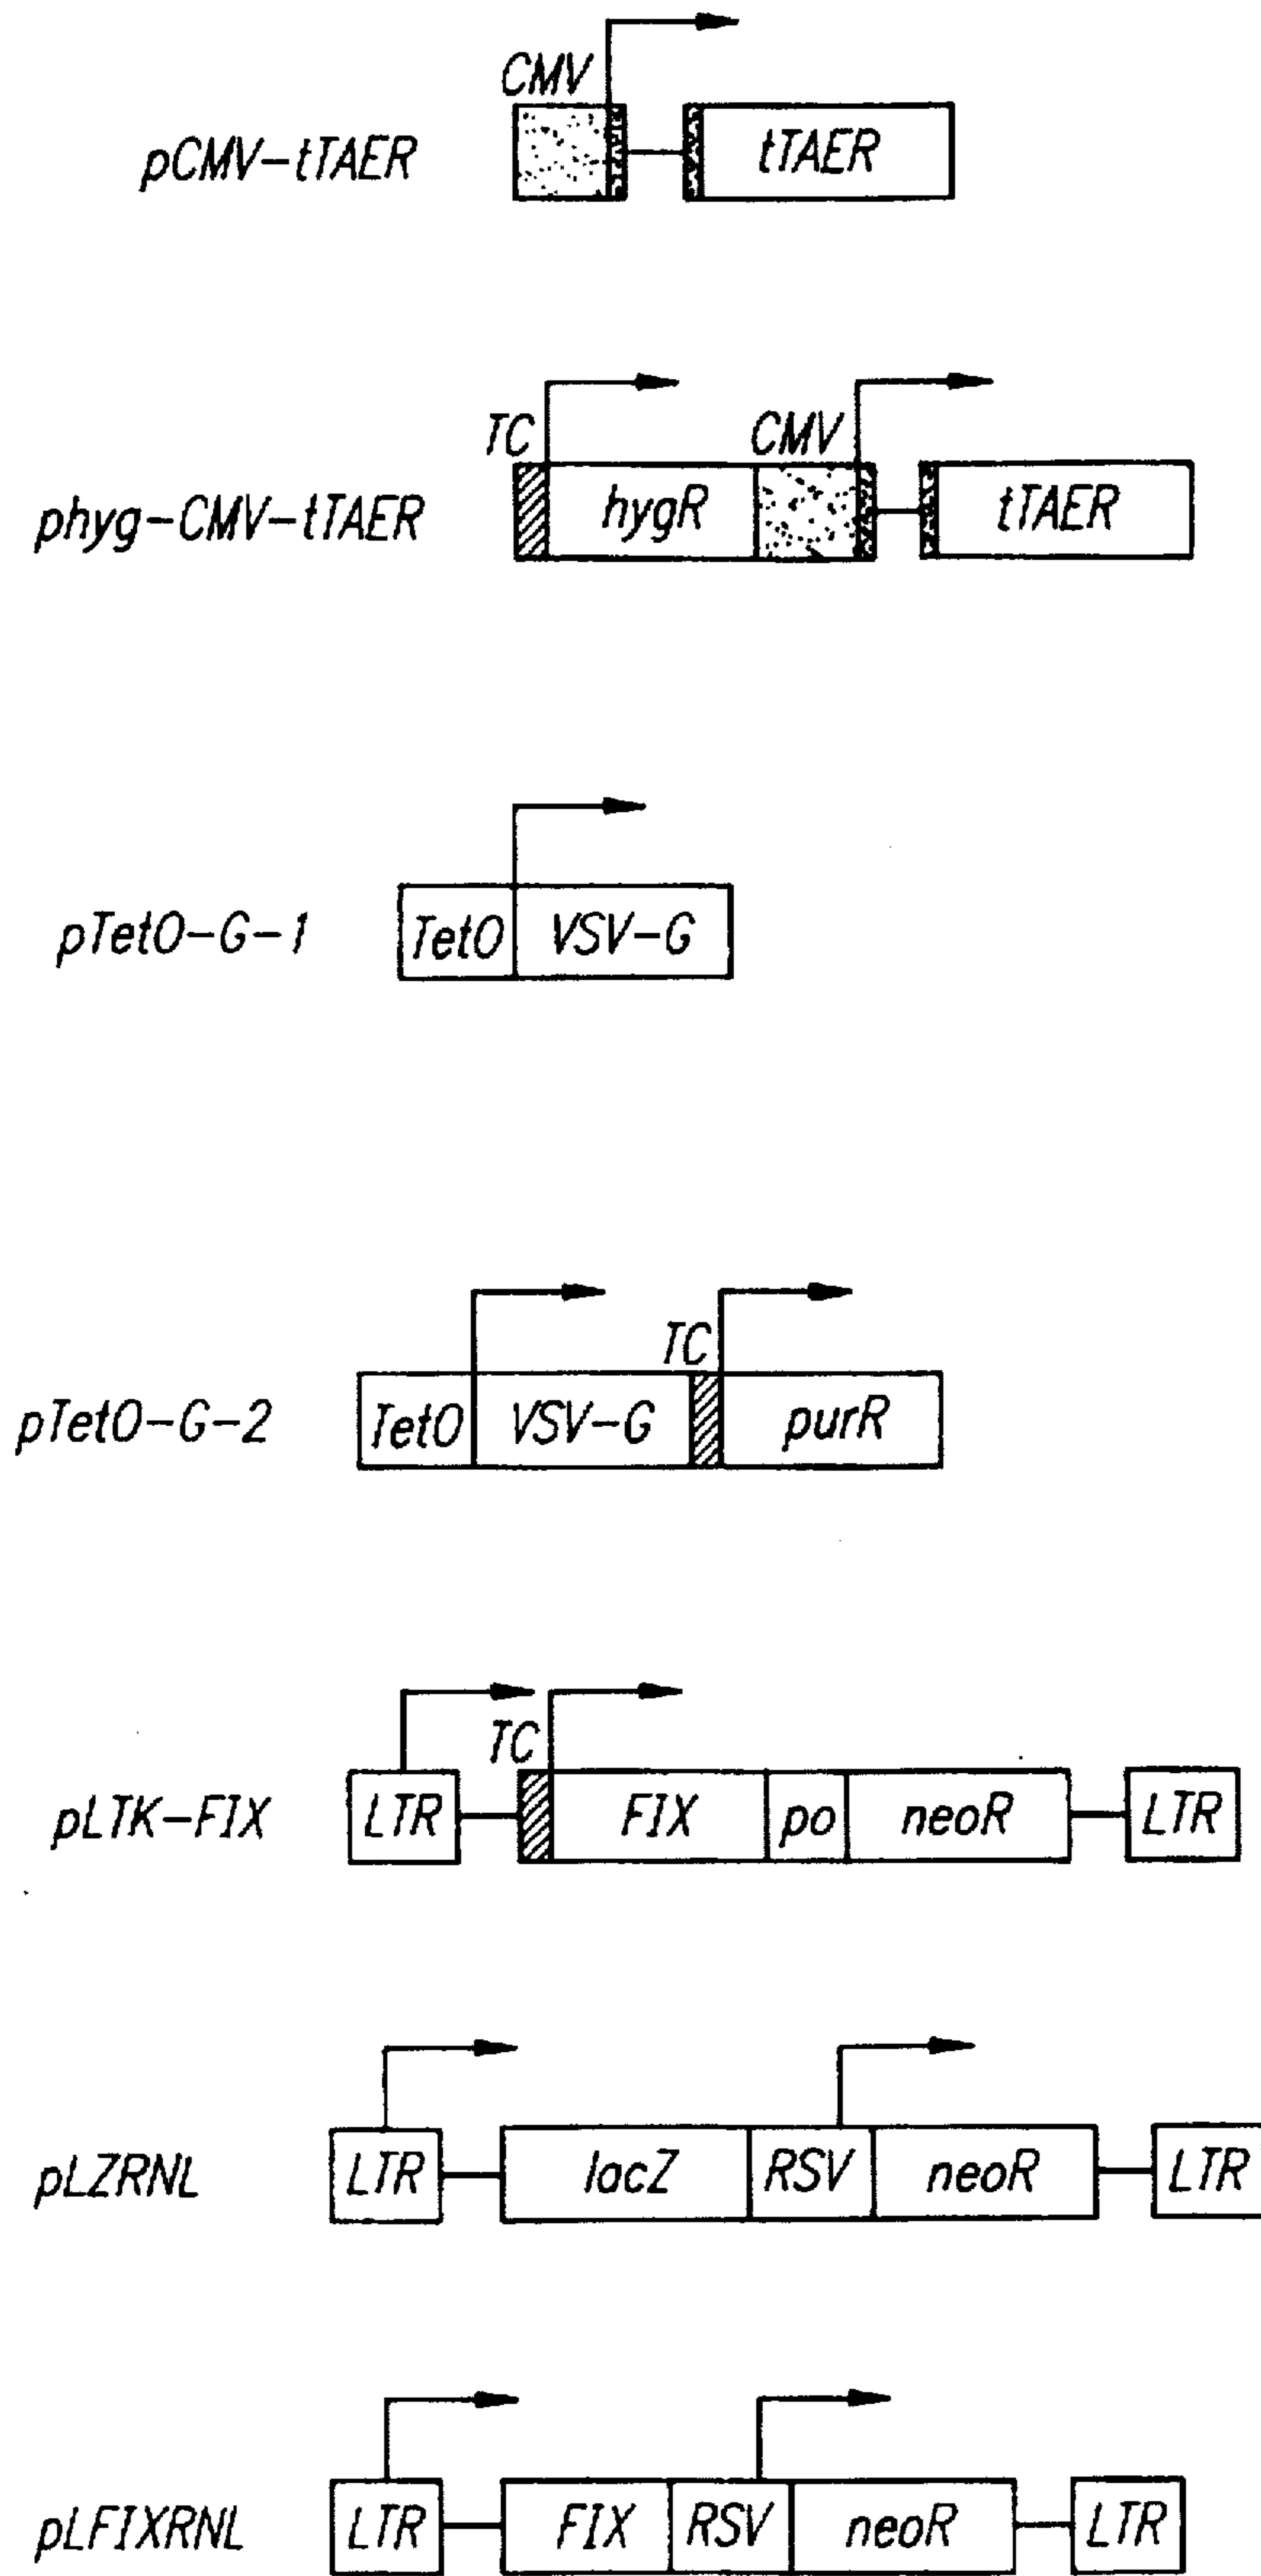 CMV
pCMV-tTAER tTAER
TC CMV
phyg-CMV-tTAER hygR tTAER
pTetO-G-1 TetO VSV-G
TC
pTetO-G-2 TetO VSV-G purR
TC
pLTK-FIX LTR FIX po neoR LTR
pLZRNL LTR lacZ RSV neoR LTR
pLFIXRNL LTR FIX RSV neoR LTR